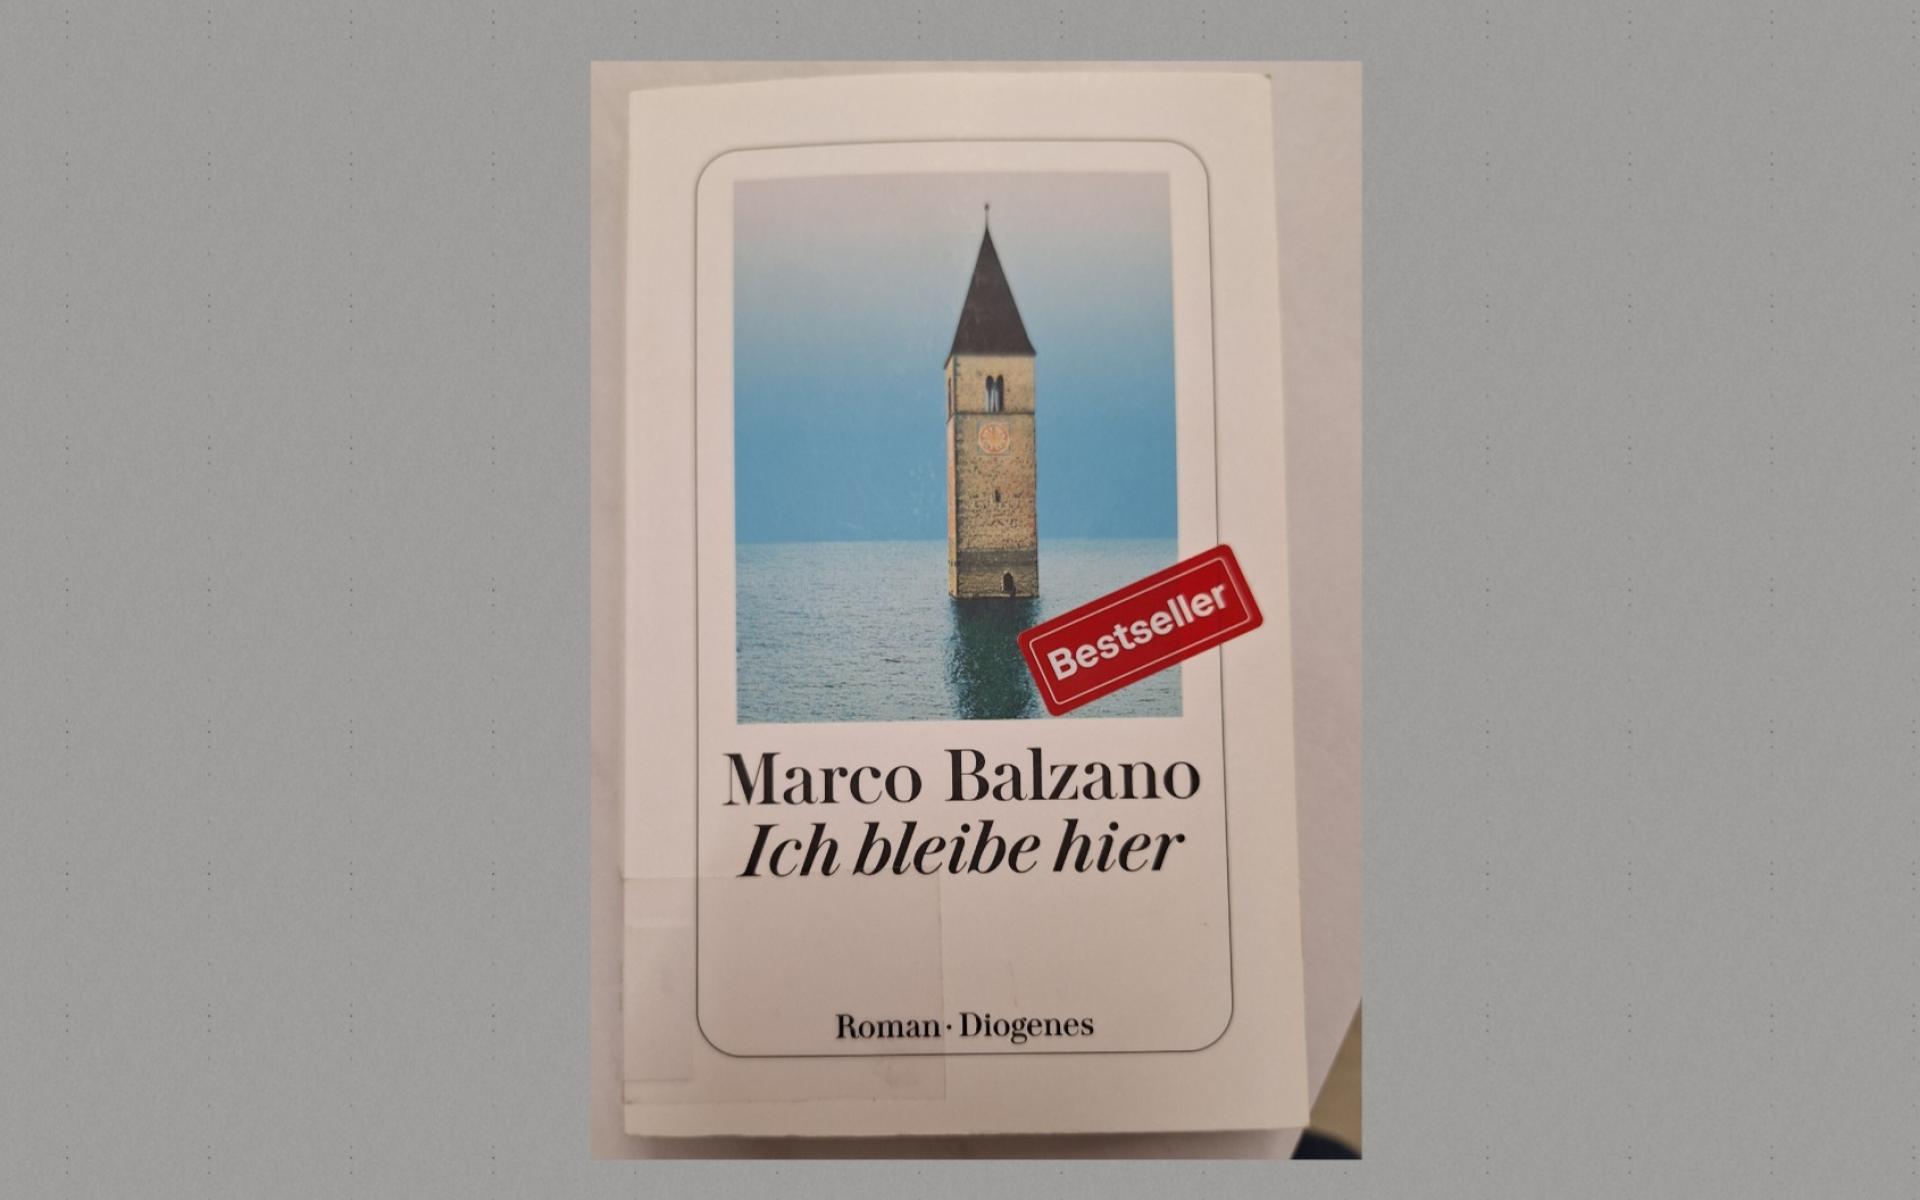 Bestseller
Marco Balzano
Ich bleibe hier
Roman · Diogenes